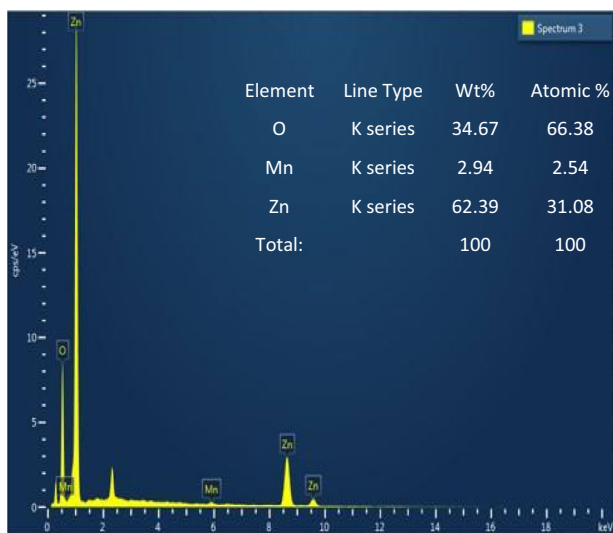 Zn
Spectrum 3
25
Element Line Type Wt% Atomic %
O K series 34.67 66.38
20
Mn K series 2.94 2.54
Zn K series 62.39 31.08
Total: 100 100
cps/eV
15
10
O
5
Zn
Mn
Mn
Zn
0
0 2 4 6 8 10 12 14 16 18 keV